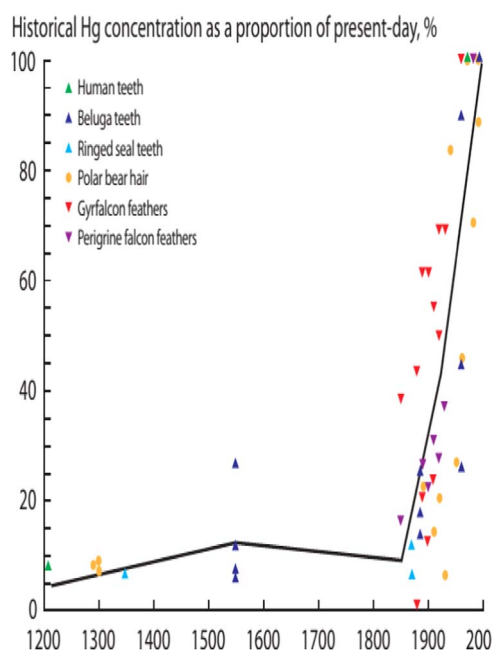 Historical Hg concentration as a proportion of present-day, %
100
Human teeth
Beluga teeth
Ringed seal teeth
Polar bear hair
Gyrfalcon feathers
Perigrine falcon feathers
80
60
40
20
0
1200 1300 1400 1500 1600 1700 1800 1900 200